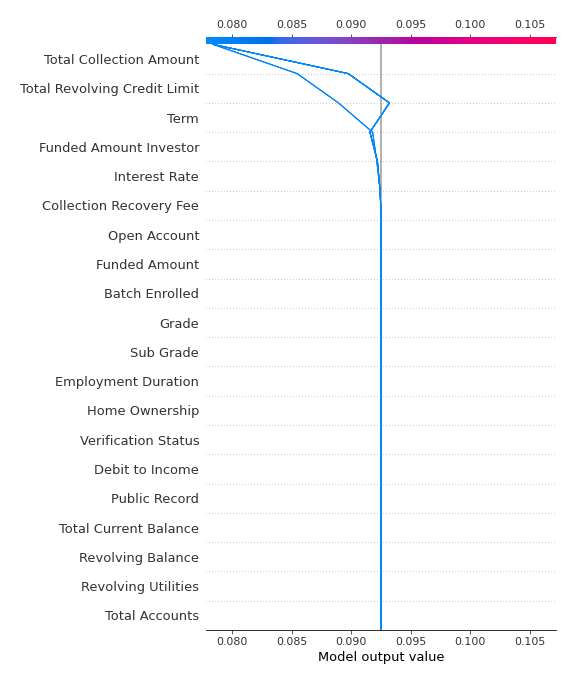 0.080 0.085 0.090 0.095 0.100 0.105
Total Collection Amount
Total Revolving Credit Limit
Term
Funded Amount Investor
Interest Rate
Collection Recovery Fee
Open Account
Funded Amount
Batch Enrolled
Grade
Sub Grade
Employment Duration
Home Ownership
Verification Status
Debit to Income
Public Record
Total Current Balance
Revolving Balance
Revolving Utilities
Total Accounts
0.080 0.085 0.090 0.095 0.100 0.105
Model output value